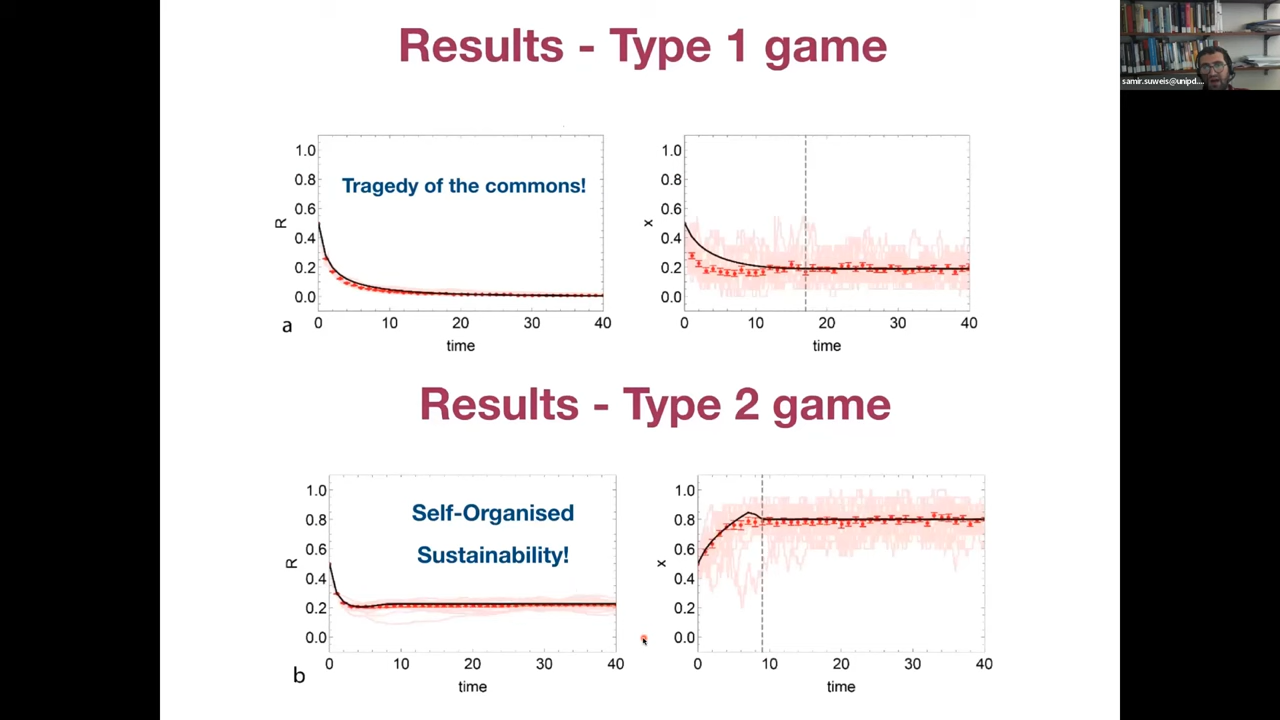 Results - Type 1 game
samir.suweis@unipd....
Tragedy of the commons!
1.0
0.8
0.6
0.4
0.2
0.0
R
0 10 20 30 40
time
a
1.0
0.8
0.6
0.4
0.2
0.0
x
0 10 20 30 40
time
Results - Type 2 game
Self-Organised
Sustainability!
1.0
0.8
0.6
0.4
0.2
0.0
R
0 10 20 30 40
time
b
1.0
0.8
0.6
0.4
0.2
0.0
x
0 10 20 30 40
time